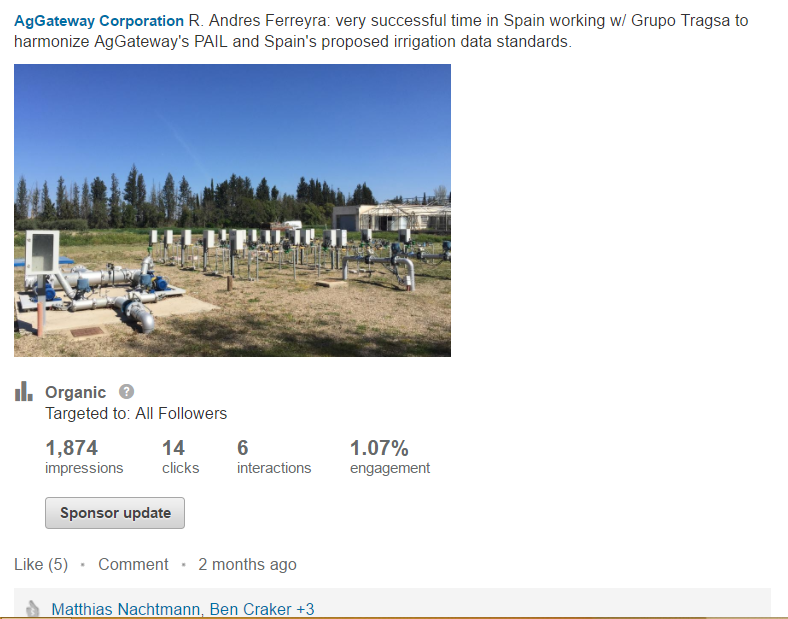 AgGateway Corporation R. Andres Ferreyra: very successful time in Spain working w/ Grupo Tragsa to
harmonize AgGateway's PAIL and Spain's proposed irrigation data standards.
Organic ?
Targeted to: All Followers
1,874 14 6 1.07%
impressions clicks interactions engagement
Sponsor update
Like (5) • Comment • 2 months ago
Matthias Nachtmann, Ben Craker +3